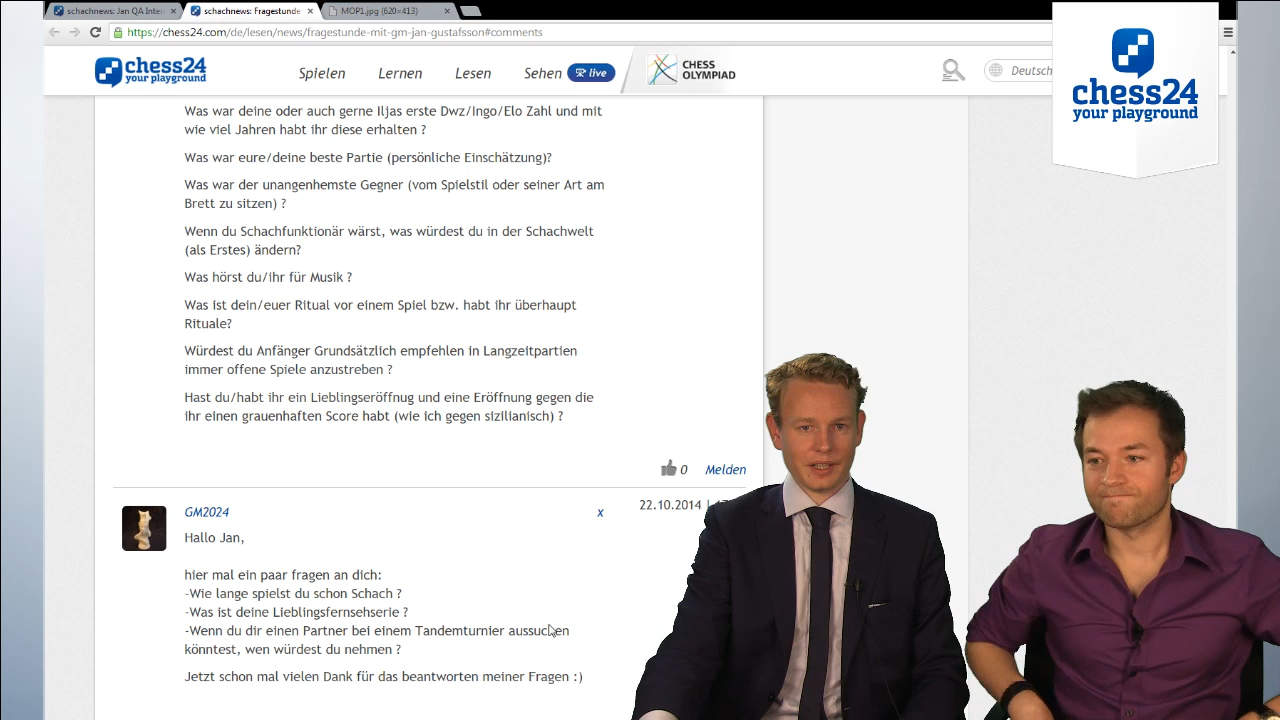 schachnews: Jan QA Inter
schachnews: Fragestunde
MOP1.jpg (620×413)
https://chess24.com/de/lesen/news/fragestunde-mit-gm-jan-gustafsson#comments
chess24
your playground
Spielen
Lernen
Lesen
Sehen
live
CHESS
OLYMPIAD
Deutsch
chess24
your playground
Was war deine oder auch gerne Iljas erste Dwz/Ingo/Elo Zahl und mit
wie viel Jahren habt ihr diese erhalten ?
Was war eure/deine beste Partie (persönliche Einschätzung)?
Was war der unangenhemste Gegner (vom Spielstil oder seiner Art am
Brett zu sitzen) ?
Wenn du Schachfunktionär wärst, was würdest du in der Schachwelt
(als Erstes) ändern?
Was hörst du/ihr für Musik ?
Was ist dein/euer Ritual vor einem Spiel bzw. habt ihr überhaupt
Rituale?
Würdest du Anfänger Grundsätzlich empfehlen in Langzeitpartien
immer offene Spiele anzustreben ?
Hast du/habt ihr ein Lieblingseröffnug und eine Eröffnung gegen die
ihr einen grauenhaften Score habt (wie ich gegen sizilianisch) ?
0 Melden
GM2024
x
22.10.2014 |
Hallo Jan,
hier mal ein paar fragen an dich:
-Wie lange spielst du schon Schach ?
-Was ist deine Lieblingsfernsehserie ?
-Wenn du dir einen Partner bei einem Tandemturnier aussuchen
könntest, wen würdest du nehmen ?
Jetzt schon mal vielen Dank für das beantworten meiner Fragen :)